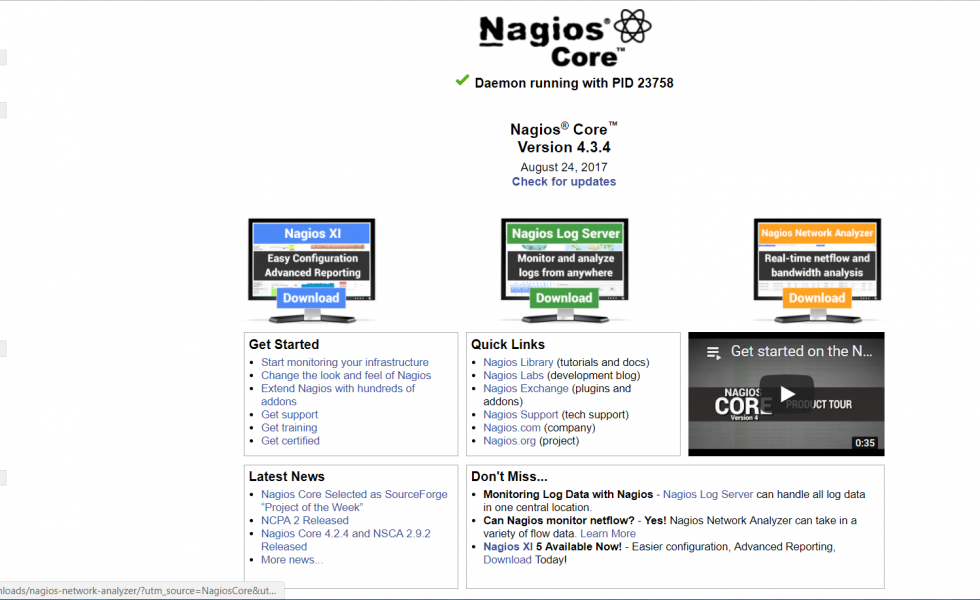 Nagios®
Core™
Daemon running with PID 23758
Nagios® Core™
Version 4.3.4
August 24, 2017
Check for updates
Nagios XI
Easy Configuration
Advanced Reporting
Download
Nagios Log Server
Monitor and analyze
logs from anywhere
Download
Nagios Network Analyzer
Real-time netflow and
bandwidth analysis
Download
Get Started
Start monitoring your infrastructure
Change the look and feel of Nagios
Extend Nagios with hundreds of
addons
Get support
Get training
Get certified
Quick Links
Nagios Library (tutorials and docs)
Nagios Labs (development blog)
Nagios Exchange (plugins and
addons)
Nagios Support (tech support)
Nagios.com (company)
Nagios.org (project)
Get started on the N...
NAGIOS
CORE
Version 4
PRODUCT TOUR
0:35
Latest News
Nagios Core Selected as SourceForge
"Project of the Week"
NCPA 2 Released
Nagios Core 4.2.4 and NSCA 2.9.2
Released
More news...
Don't Miss...
Monitoring Log Data with Nagios - Nagios Log Server can handle all log data
in one central location.
Can Nagios monitor netflow? - Yes! Nagios Network Analyzer can take in a
variety of flow data. Learn More
Nagios XI 5 Available Now! - Easier configuration, Advanced Reporting,
Download Today!
nloads/nagios-network-analyzer/?utm_source=NagiosCore&ut...